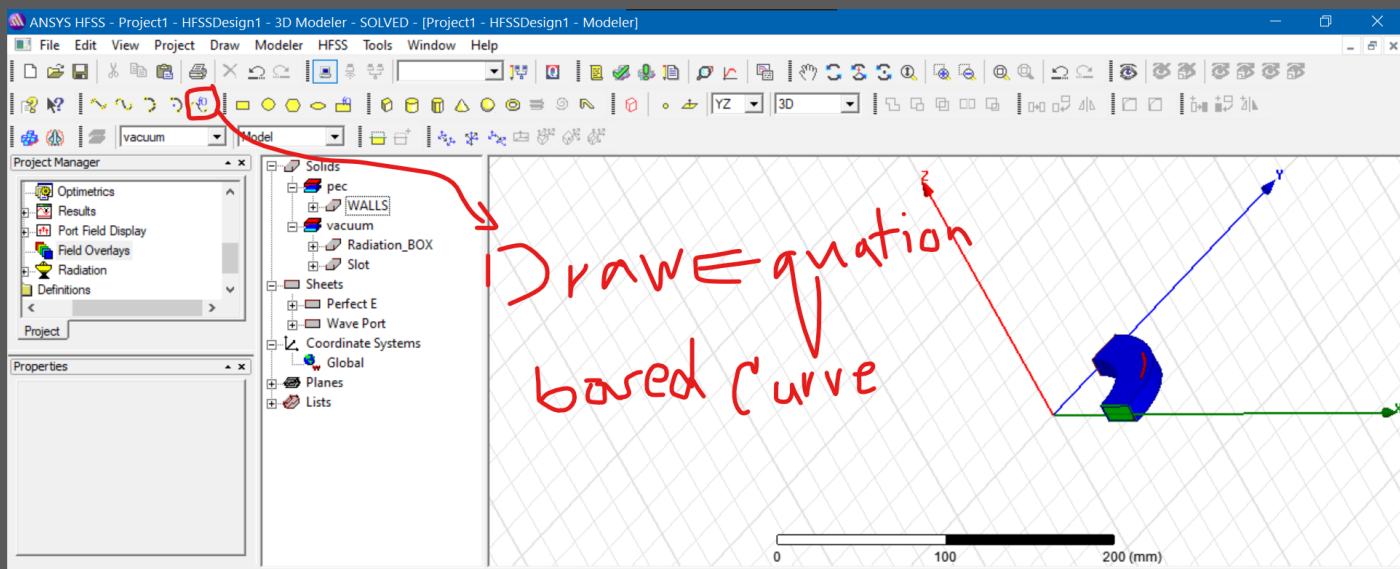 ANSYS HFSS - Project1 - HFSSDesign1 - 3D Modeler - SOLVED - [Project1 - HFSSDesign1 - Modeler]
File Edit View Project Draw Modeler HFSS Tools Window Help
YZ 3D
vacuum Model
Project Manager
Optimetrics
Results
Port Field Display
Field Overlays
Radiation
Definitions
Project
Properties
Solids
pec
WALLS
vacuum
Radiation_BOX
Slot
Sheets
Perfect E
Wave Port
Coordinate Systems
Global
Planes
Lists
Draw Equation
based Curve
Z
Y
X
0 100 200 (mm)